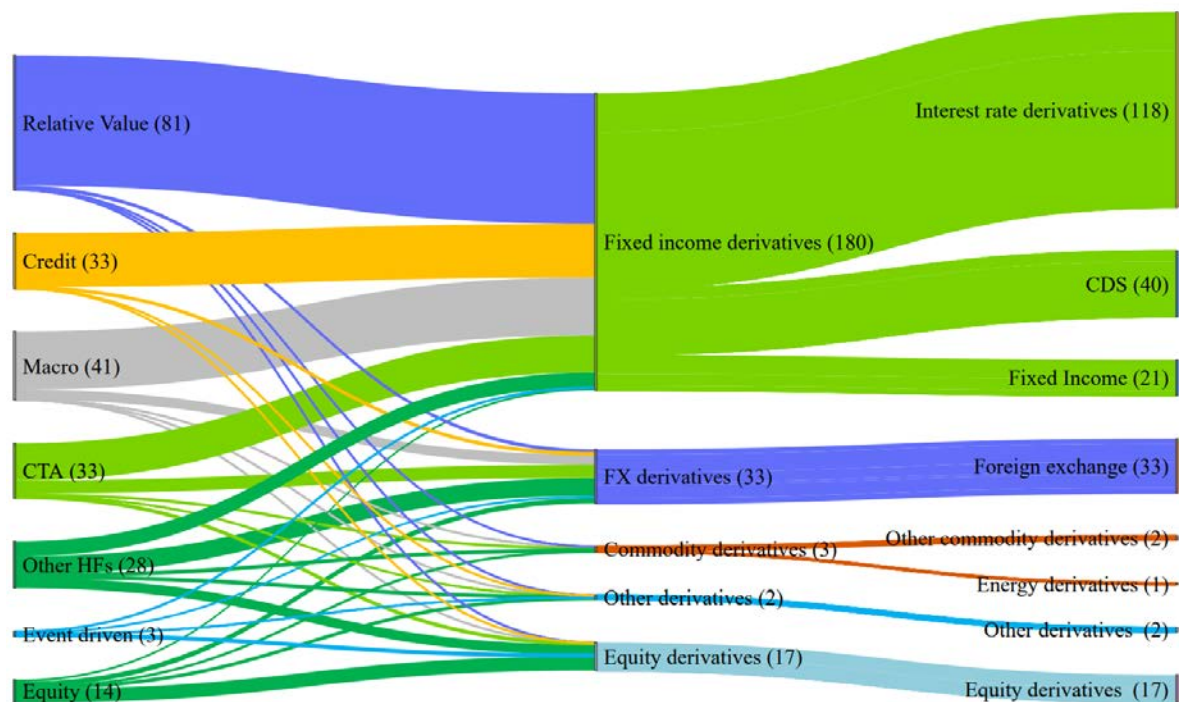 Relative Value (81)
Credit (33)
Macro (41)
CTA (33)
Other HFs (28)
Event driven (3)
Equity (14)
Fixed income derivatives (180)
FX derivatives (33)
Commodity derivatives (3)
Other derivatives (2)
Equity derivatives (17)
Interest rate derivatives (118)
CDS (40)
Fixed Income (21)
Foreign exchange (33)
Other commodity derivatives (2)
Energy derivatives (1)
Other derivatives (2)
Equity derivatives (17)